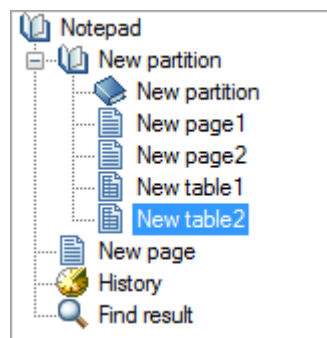 Notepad
New partition
New partition
New page1
New page2
New table1
New table2
New page
History
Find result